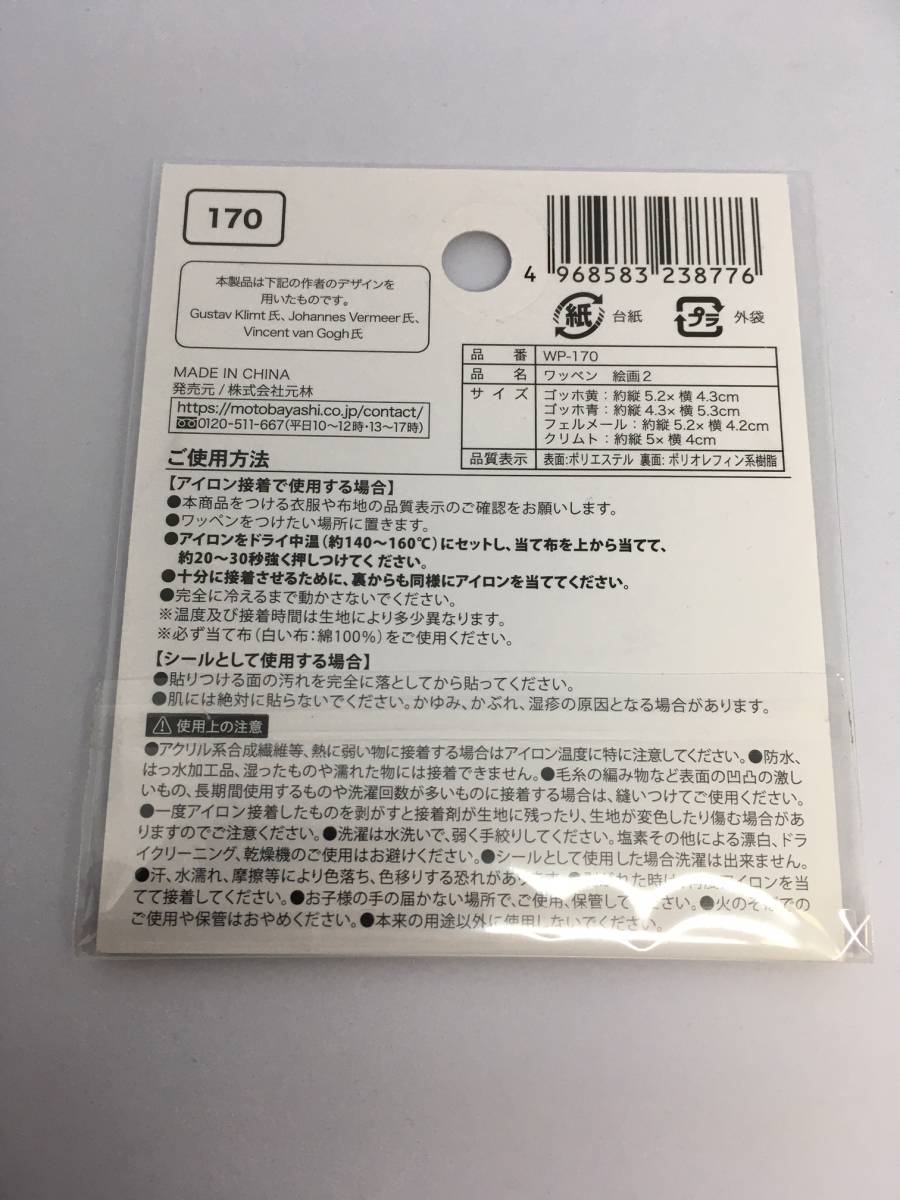 170
4 968583 238776
本製品は下記の作者のデザインを
用いたものです。
Gustav Klimt 氏、Johannes Vermeer 氏、
Vincent van Gogh 氏
紙 台紙
プラ 外袋
MADE IN CHINA
発売元 / 株式会社元林
https://motobayashi.co.jp/contact/
0120-511-667(平日10〜12時・13〜17時)
品番 WP-170
品名 ワッペン 絵画2
サイズ ゴッホ黄:約縦 5.2× 横 4.3cm
ゴッホ青:約縦 4.3× 横 5.3cm
フェルメール:約縦 5.2× 横 4.2cm
クリムト:約縦 5× 横 4cm
品質表示 表面:ポリエステル 裏面:ポリオレフィン系樹脂
ご使用方法
【アイロン接着で使用する場合】
●本商品をつける衣服や布地の品質表示のご確認をお願いします。
●ワッペンをつけたい場所に置きます。
●アイロンをドライ中温(約140〜160℃)にセットし、当て布を上から当てて、
約20〜30秒強く押しつけてください。
●十分に接着させるために、裏からも同様にアイロンを当ててください。
●完全に冷えるまで動かさないでください。
※温度及び接着時間は生地により多少異なります。
※必ず当て布(白い布:綿100%)をご使用ください。
【シールとして使用する場合】
●貼りつける面の汚れを完全に落としてから貼ってください。
●肌には絶対に貼らないでください。かゆみ、かぶれ、湿疹の原因となる場合があります。
使用上の注意
●アクリル系合成繊維等、熱に弱い物に接着する場合はアイロン温度に特に注意してください。●防水、
はっ水加工品、湿ったものや濡れた物には接着できません。●毛糸の編み物など表面の凹凸の激し
いもの、長期間使用するものや洗濯回数が多いものに接着する場合は、縫いつけてご使用ください。
●一度アイロン接着したものを剥がすと接着剤が生地に残ったり、生地が変色したり傷む場合があ
りますのでご注意ください。●洗濯は水洗いで、弱く手絞りしてください。塩素その他による漂白、ドラ
イクリーニング、乾燥機のご使用はお避けください。●シールとして使用した場合洗濯は出来ません。
●汗、水濡れ、摩擦等により色落ち、色移りする恐れがあります。 れた時は アイロンを当
てて接着してください。●お子様の手の届かない場所で、ご使用、保管してください。●火のそばでの
ご使用や保管はおやめください。●本来の用途以外に使用しないでください。